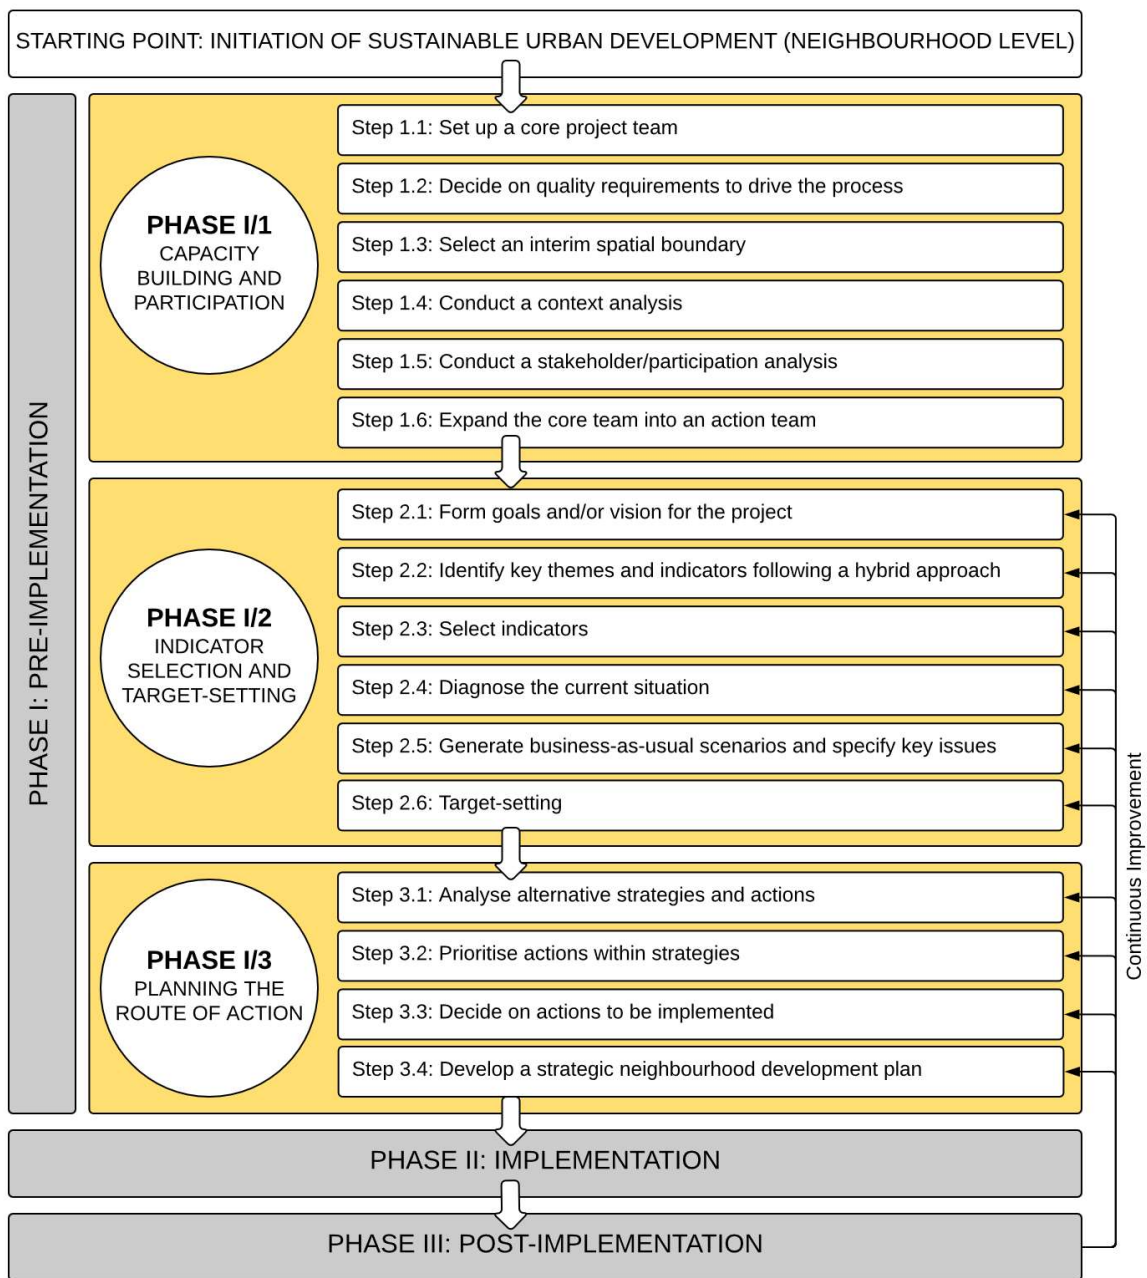 STARTING POINT: INITIATION OF SUSTAINABLE URBAN DEVELOPMENT (NEIGHBOURHOOD LEVEL)
PHASE I: PRE-IMPLEMENTATION
PHASE I/1
CAPACITY
BUILDING AND
PARTICIPATION
Step 1.1: Set up a core project team
Step 1.2: Decide on quality requirements to drive the process
Step 1.3: Select an interim spatial boundary
Step 1.4: Conduct a context analysis
Step 1.5: Conduct a stakeholder/participation analysis
Step 1.6: Expand the core team into an action team
PHASE I/2
INDICATOR
SELECTION AND
TARGET-SETTING
Step 2.1: Form goals and/or vision for the project
Step 2.2: Identify key themes and indicators following a hybrid approach
Step 2.3: Select indicators
Step 2.4: Diagnose the current situation
Step 2.5: Generate business-as-usual scenarios and specify key issues
Step 2.6: Target-setting
PHASE I/3
PLANNING THE
ROUTE OF ACTION
Step 3.1: Analyse alternative strategies and actions
Step 3.2: Prioritise actions within strategies
Step 3.3: Decide on actions to be implemented
Step 3.4: Develop a strategic neighbourhood development plan
Continuous Improvement
PHASE II: IMPLEMENTATION
PHASE III: POST-IMPLEMENTATION